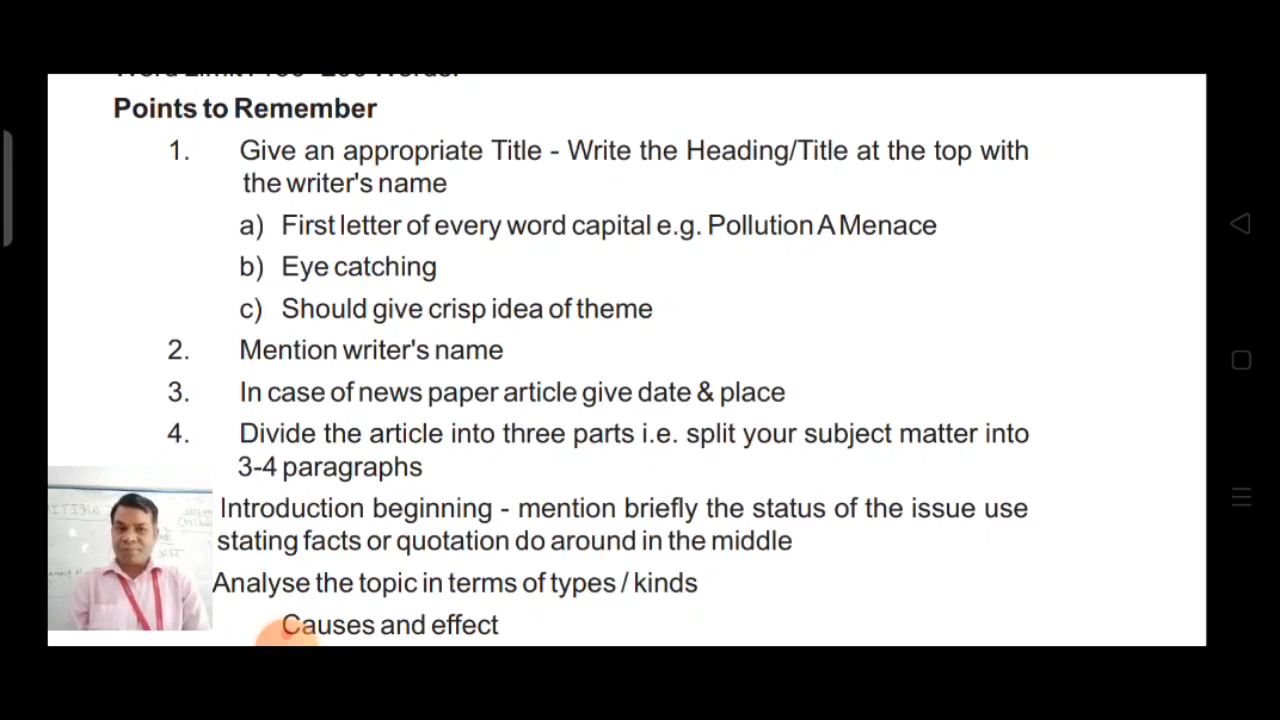 Points to Remember
1. Give an appropriate Title - Write the Heading/Title at the top with
the writer's name
a) First letter of every word capital e.g. Pollution A Menace
b) Eye catching
c) Should give crisp idea of theme
2. Mention writer's name
3. In case of news paper article give date & place
4. Divide the article into three parts i.e. split your subject matter into
3-4 paragraphs
Introduction beginning - mention briefly the status of the issue use
stating facts or quotation do around in the middle
Analyse the topic in terms of types / kinds
Causes and effect